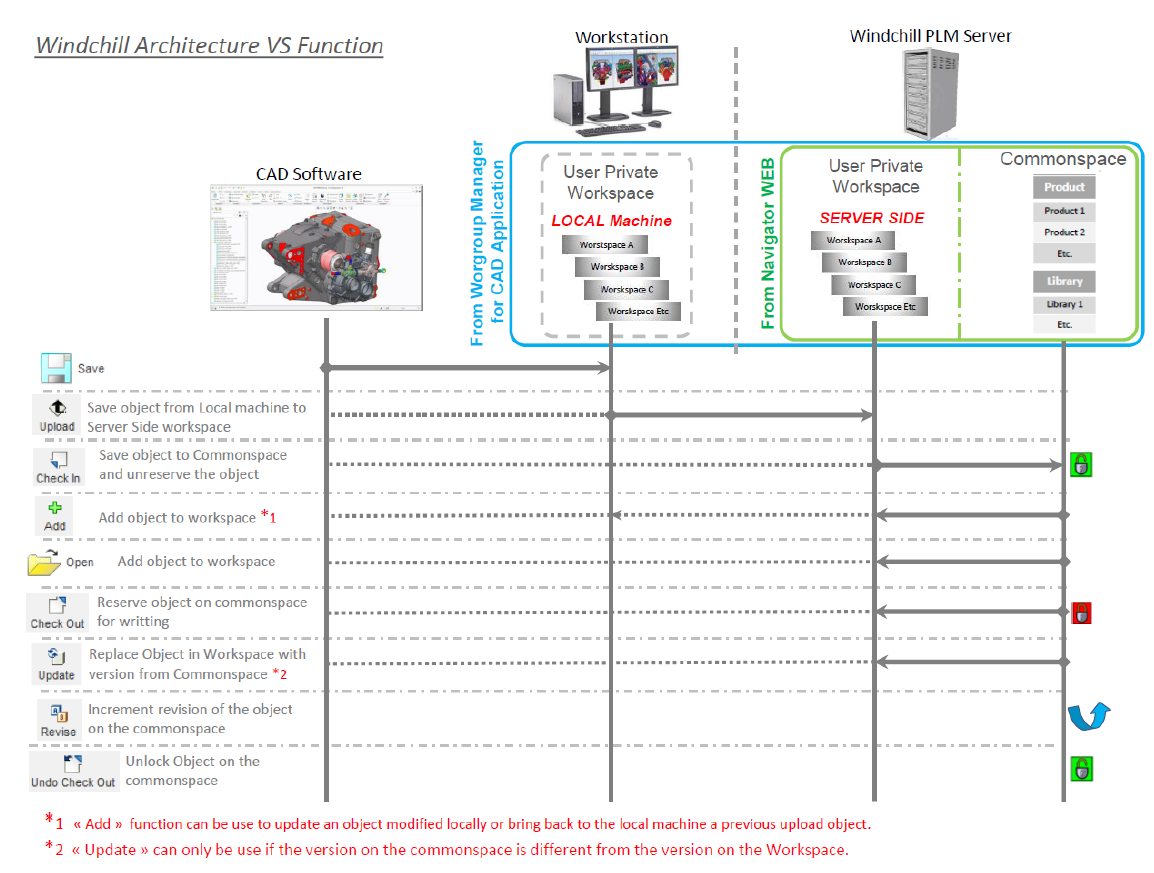 Windchill Architecture VS Function
Workstation
Windchill PLM Server
CAD Software
From Worgroup Manager
for CAD Application
User Private
Workspace
LOCAL Machine
Worstspace A
Worskspace B
Workspace C
Worskspace Etc
From Navigator WEB
User Private
Workspace
SERVER SIDE
Worskspace A
Worskspace B
Workspace C
Worskspace Etc
Commonspace
Product
Product 1
Product 2
Etc.
Library
Library 1
Etc.
Save
Upload
Save object from Local machine to
Server Side workspace
Check In
Save object to Commonspace
and unreserve the object
Add
Add object to workspace *1
Open
Add object to workspace
Check Out
Reserve object on commonspace
for writting
Update
Replace Object in Workspace with
version from Commonspace *2
Revise
Increment revision of the object
on the commonspace
Undo Check Out
Unlock Object on the
commonspace
*1 « Add » function can be use to update an object modified locally or bring back to the local machine a previous upload object.
*2 « Update » can only be use if the version on the commonspace is different from the version on the Workspace.